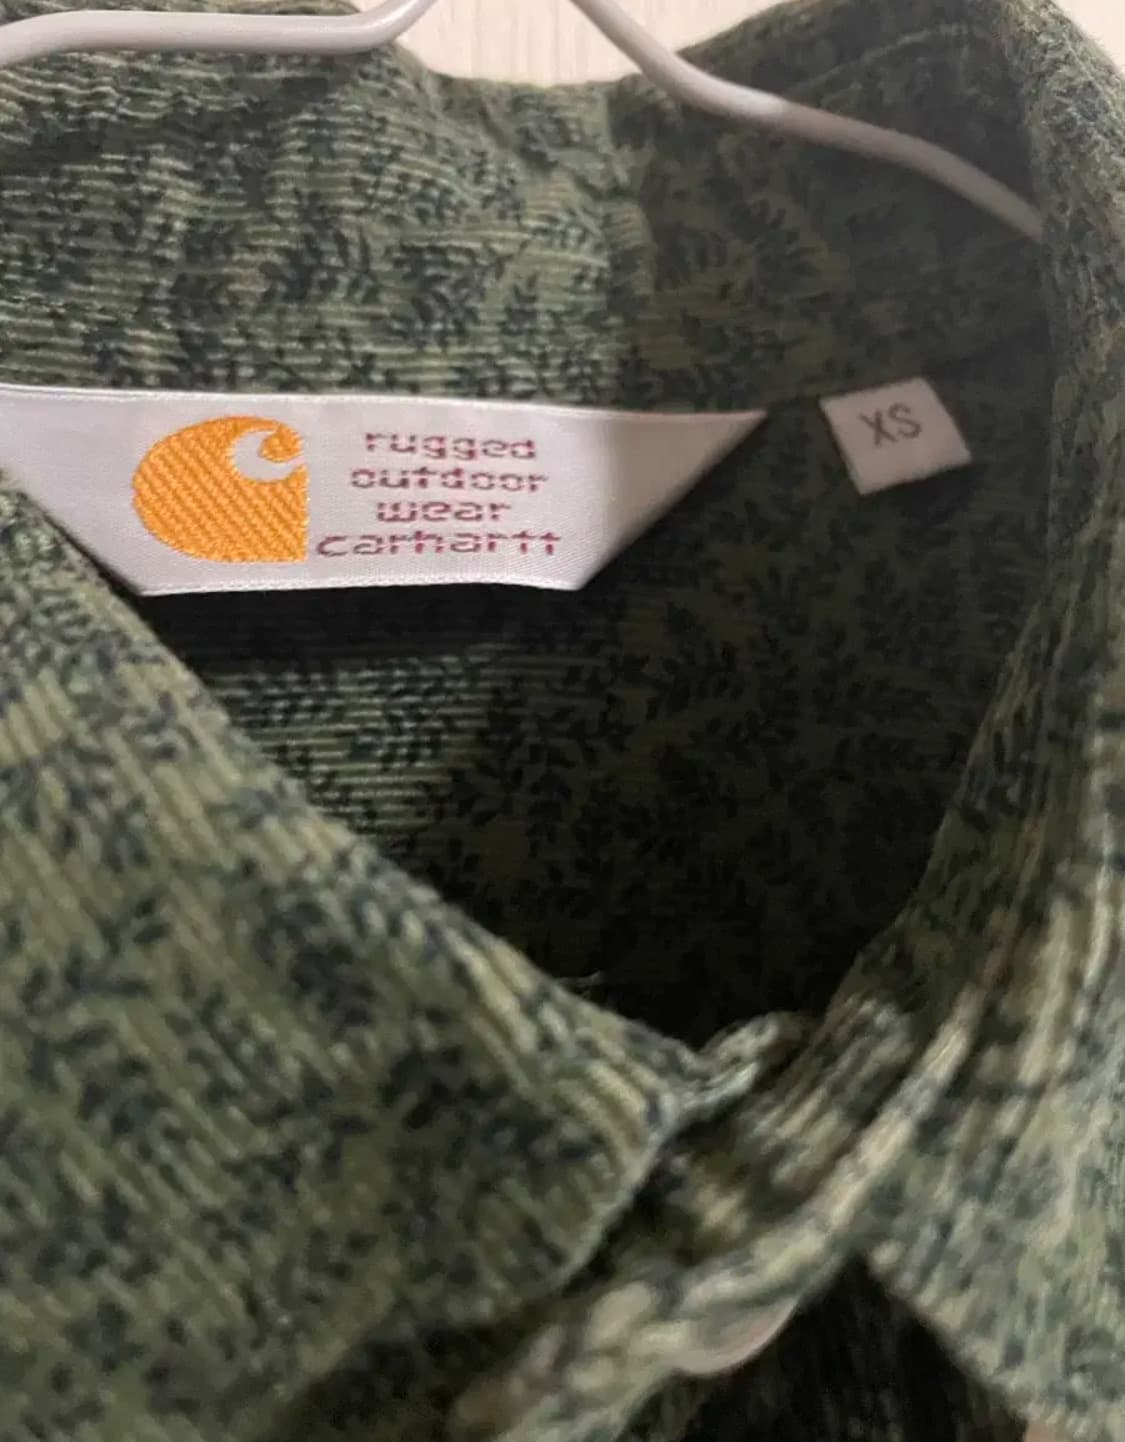 rugged
outdoor
wear
carhartt
XS